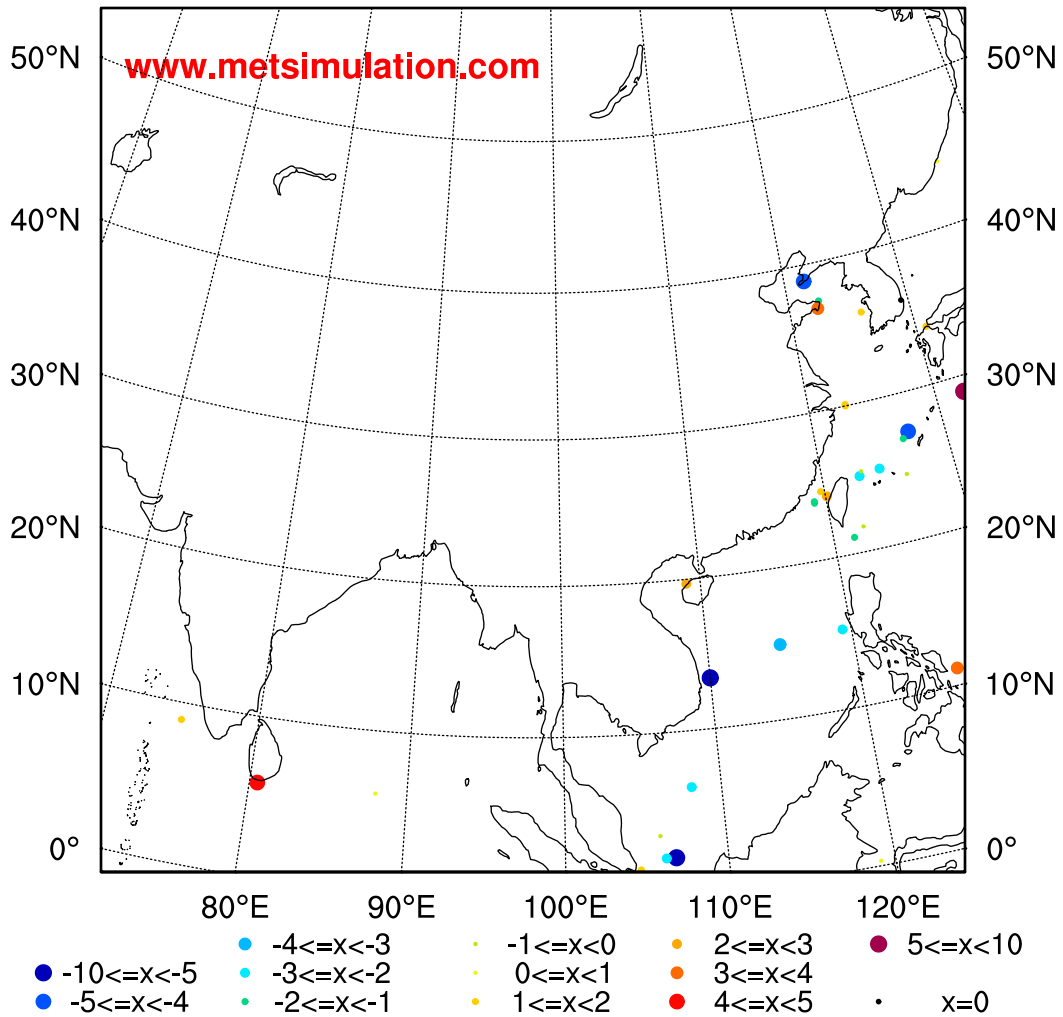 www.metsimulation.com
50°N 50°N
40°N 40°N
30°N 30°N
20°N 20°N
10°N 10°N
0° 0°
80°E 90°E 100°E 110°E 120°E
-4<=x<-3 -1<=x<0 2<=x<3 5<=x<10
-10<=x<-5 -3<=x<-2 0<=x<1 3<=x<4
-5<=x<-4 -2<=x<-1 1<=x<2 4<=x<5 x=0